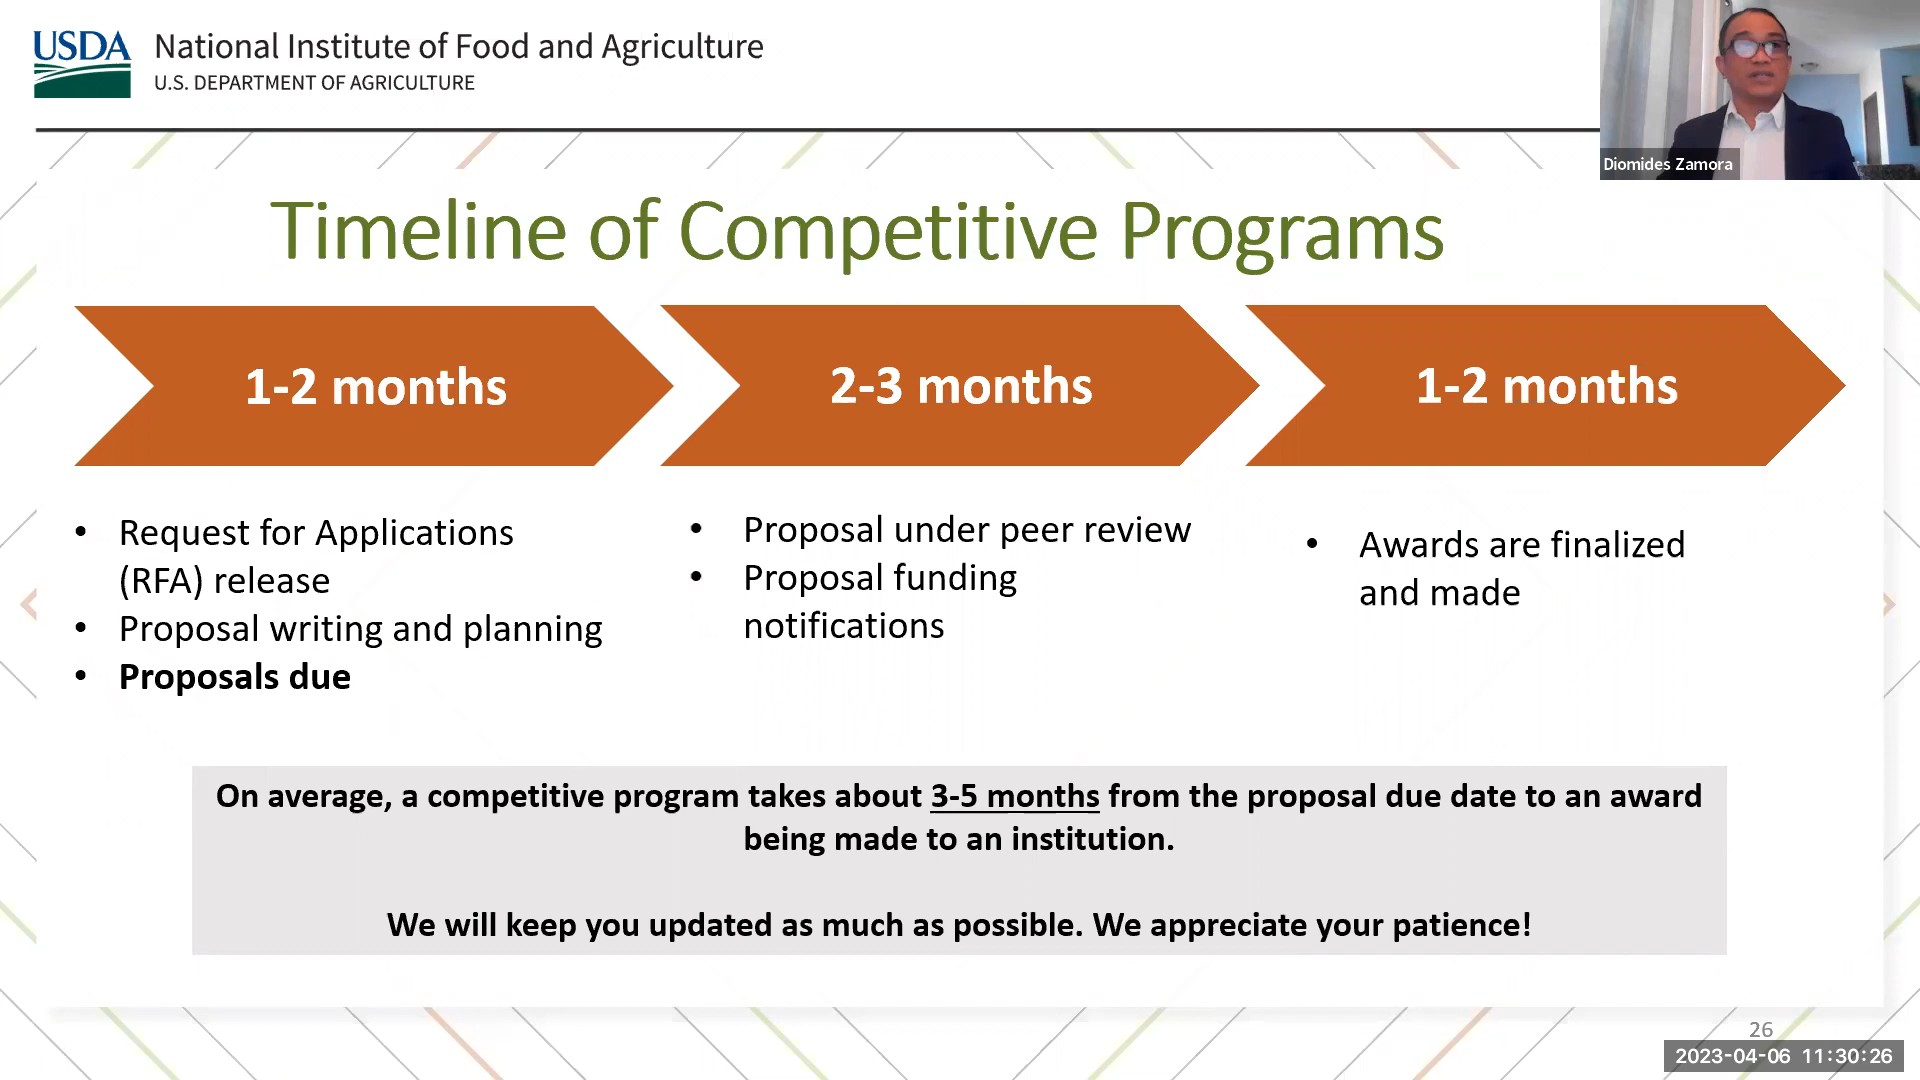 USDA
National Institute of Food and Agriculture
U.S. DEPARTMENT OF AGRICULTURE
Diomides Zamora
Timeline of Competitive Programs
1-2 months
2-3 months
1-2 months
• Request for Applications
(RFA) release
• Proposal writing and planning
• Proposals due
• Proposal under peer review
• Proposal funding
notifications
• Awards are finalized
and made
On average, a competitive program takes about 3-5 months from the proposal due date to an award
being made to an institution.
We will keep you updated as much as possible. We appreciate your patience!
26
2023-04-06 11:30:26